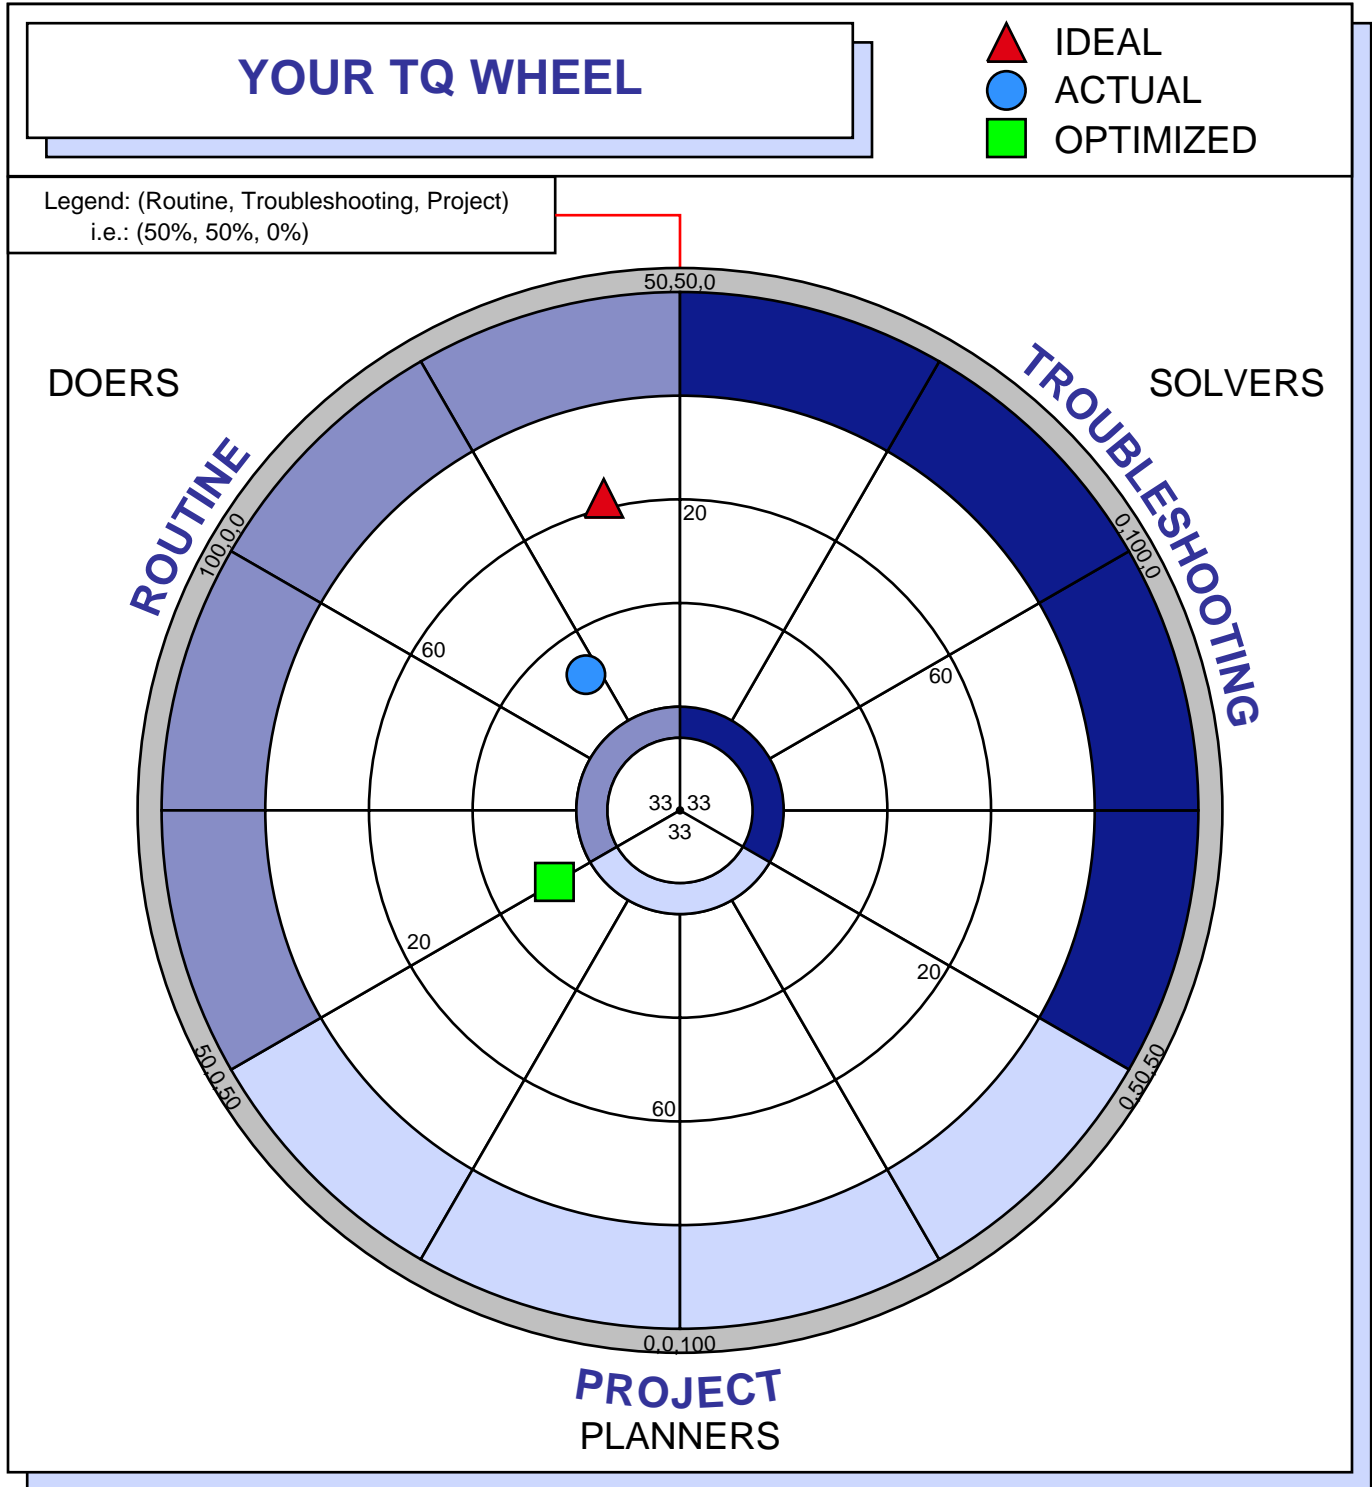 YOUR TQ WHEEL
IDEAL
ACTUAL
OPTIMIZED
Legend: (Routine, Troubleshooting, Project)
i.e.: (50%, 50%, 0%)
50,50,0
DOERS
SOLVERS
ROUTINE
TROUBLESHOOTING
100,0,0
0,100,0
20
60
60
33
33
33
20
20
50,0,50
0,50,50
60
0,0,100
PROJECT
PLANNERS